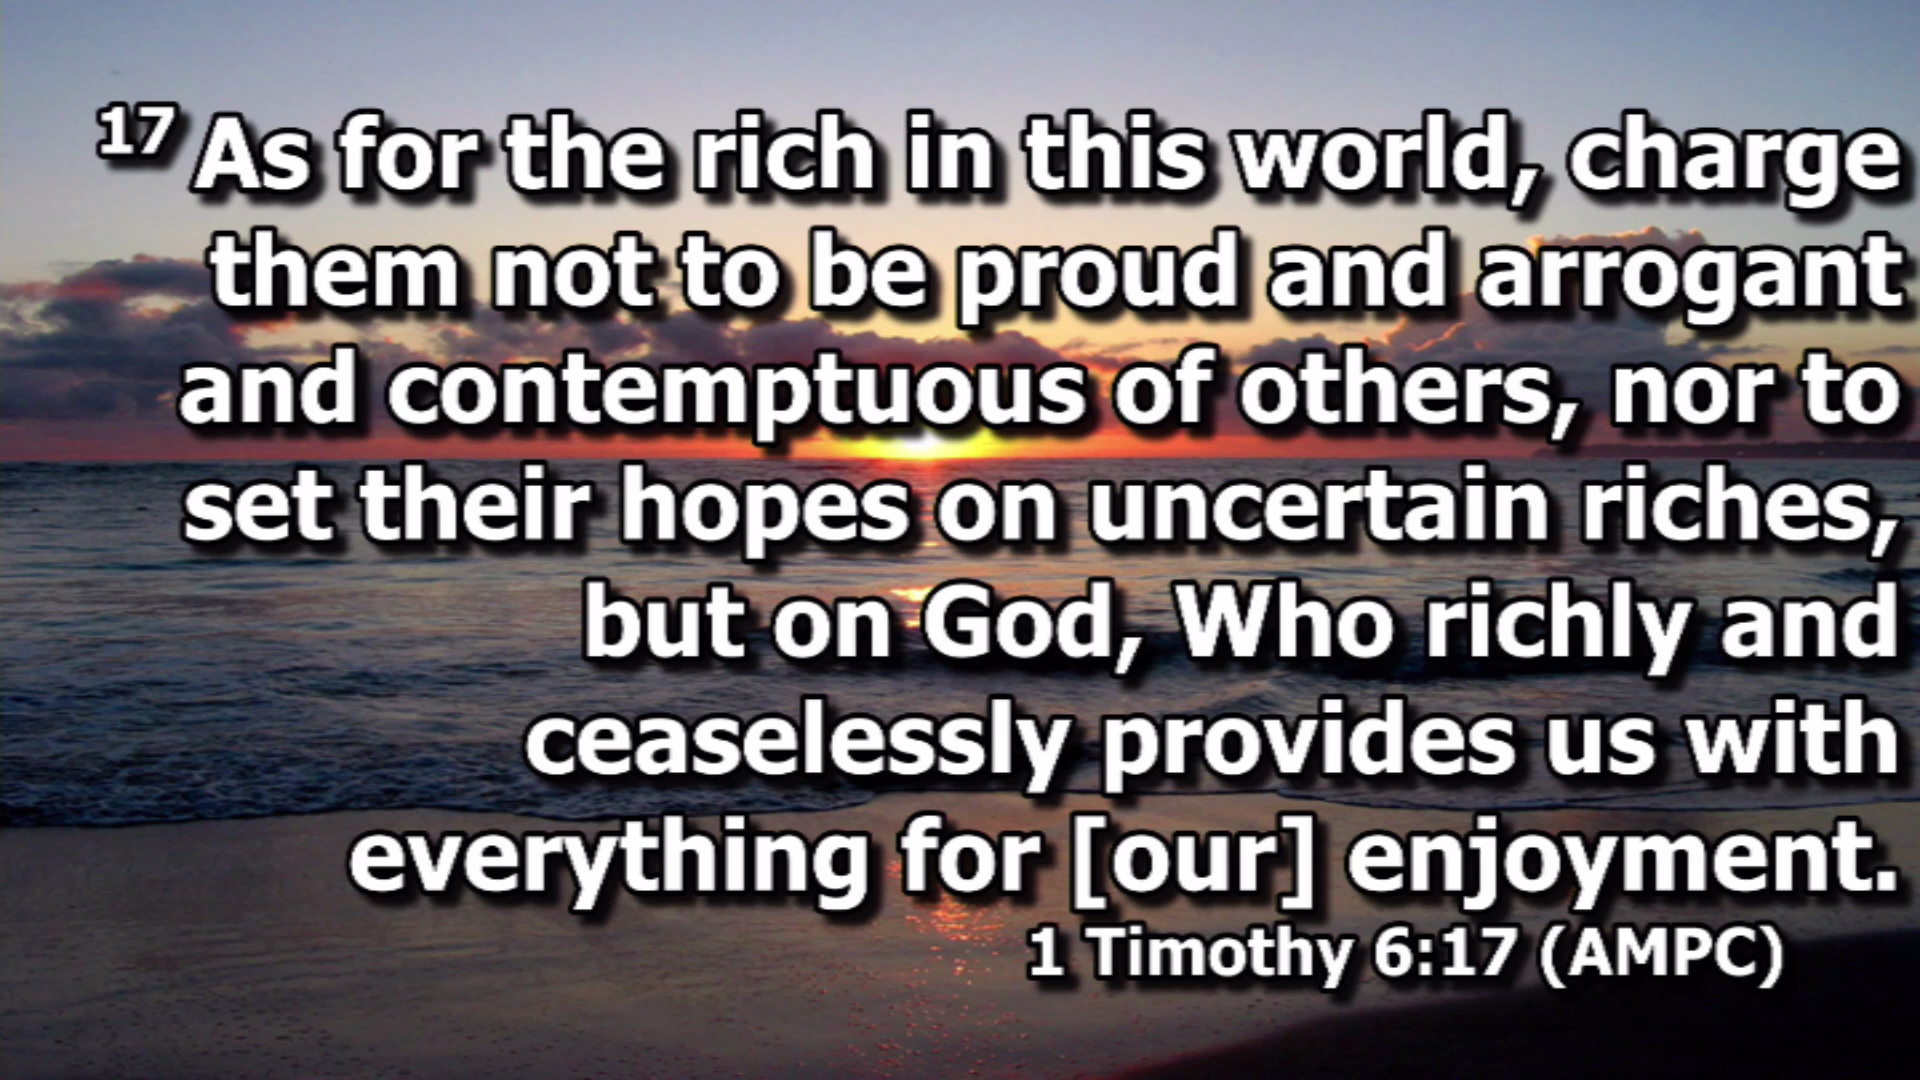 17 As for the rich in this world, charge
them not to be proud and arrogant
and contemptuous of others, nor to
set their hopes on uncertain riches,
but on God, Who richly and
ceaselessly provides us with
everything for [our] enjoyment.
1 Timothy 6:17 (AMPC)